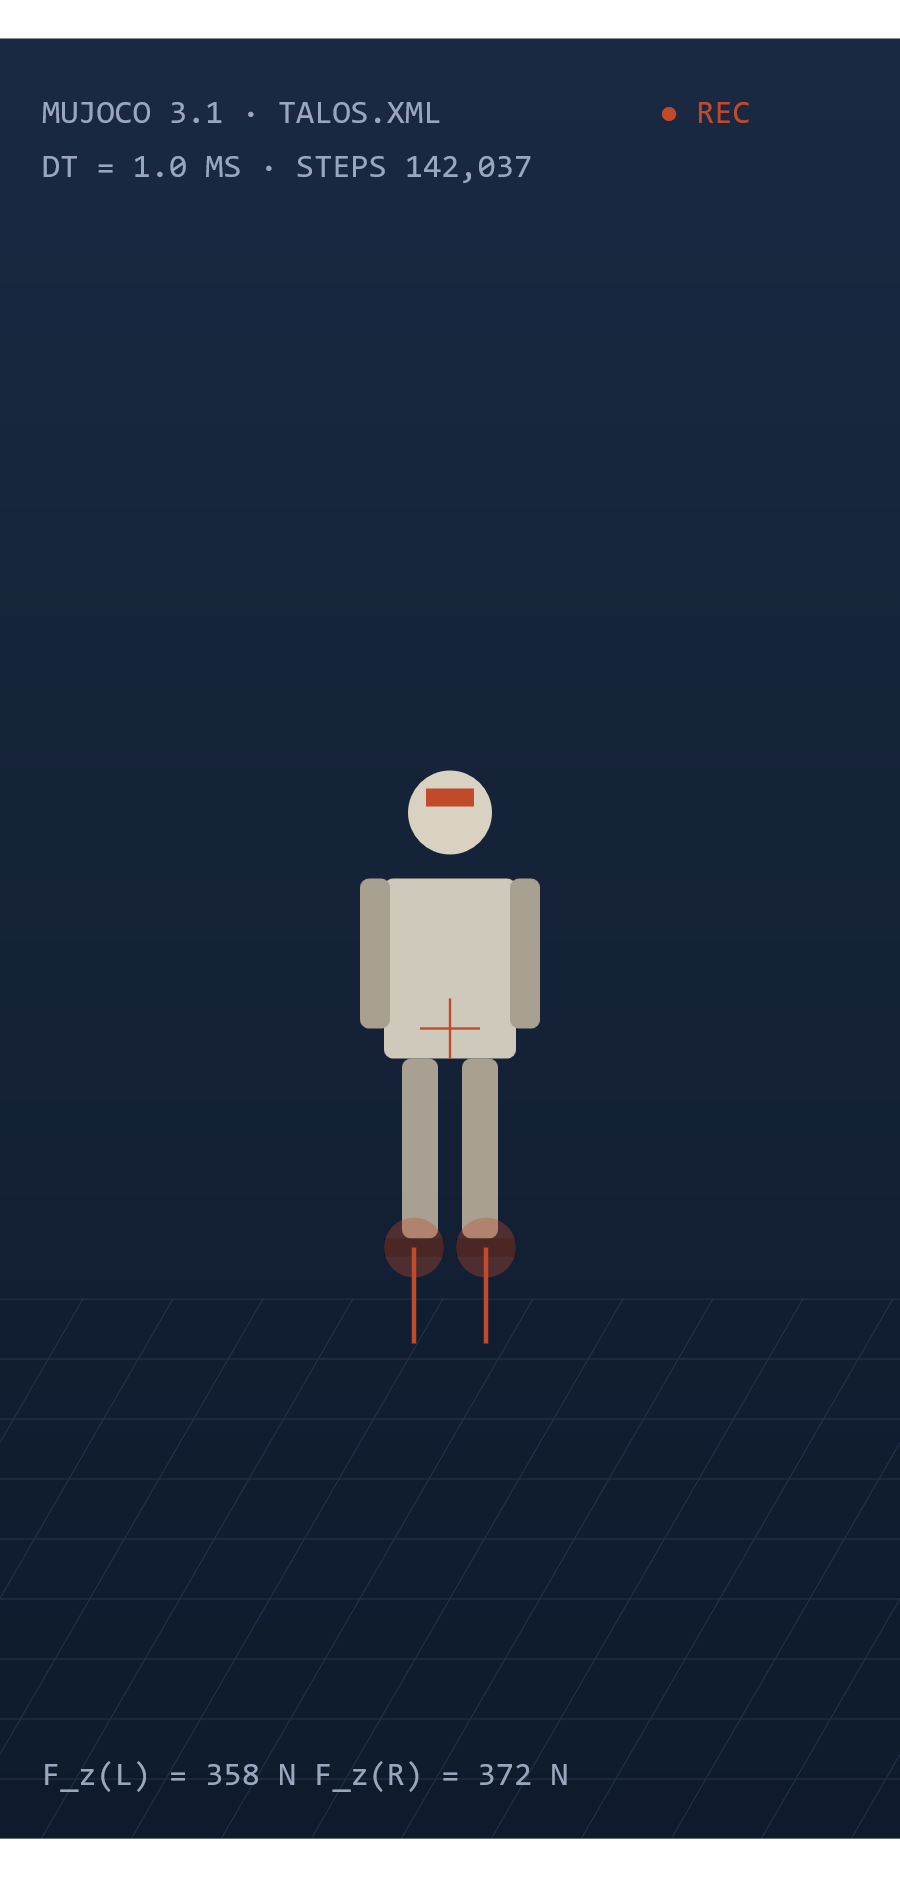 MUJOCO 3.1 · TALOS.XML
● REC
DT = 1.0 MS · STEPS 142,037
F_z(L) = 358 N F_z(R) = 372 N